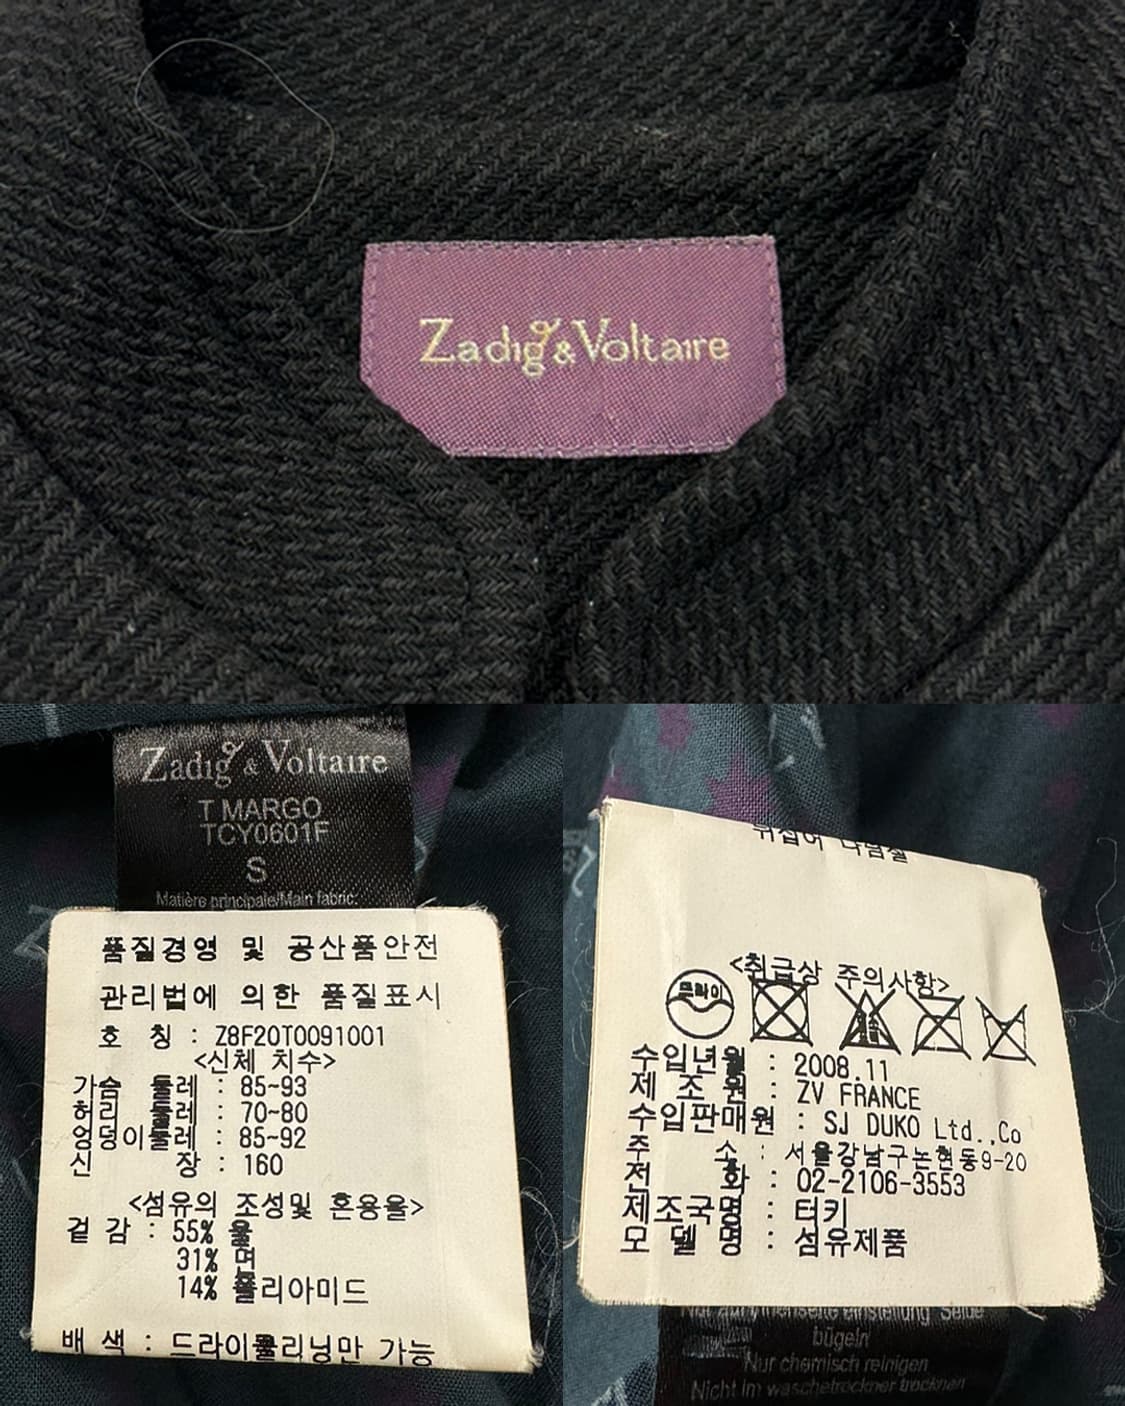 Zadig & Voltaire
Zadig & Voltaire
T MARGO
TCY0601F
S
Matière principale/Main fabric:
품질경영 및 공산품안전
관리법에 의한 품질표시
호 칭 : Z8F20T0091001
<신체 치수>
가슴 둘레 : 85~93
허리 둘레 : 70~80
엉덩이둘레 : 85~92
신 장 : 160
<섬유의 조성및 혼용율>
겉 감 : 55% 울
31% 면
14% 폴리아미드
배 색 : 드라이클리닝만 가능
<취급상 주의사항>
드라이
수입년월 : 2008.11
제 조 원 : ZV FRANCE
수입판매원 : SJ DUKO Ltd.,Co
주 소 : 서울강남구논현동9-20
전 화 : 02-2106-3553
제조국명 : 터키
모 델 명 : 섬유제품
bügeln
Nur chemisch reinigen
Nicht im waschetrockner trocknen